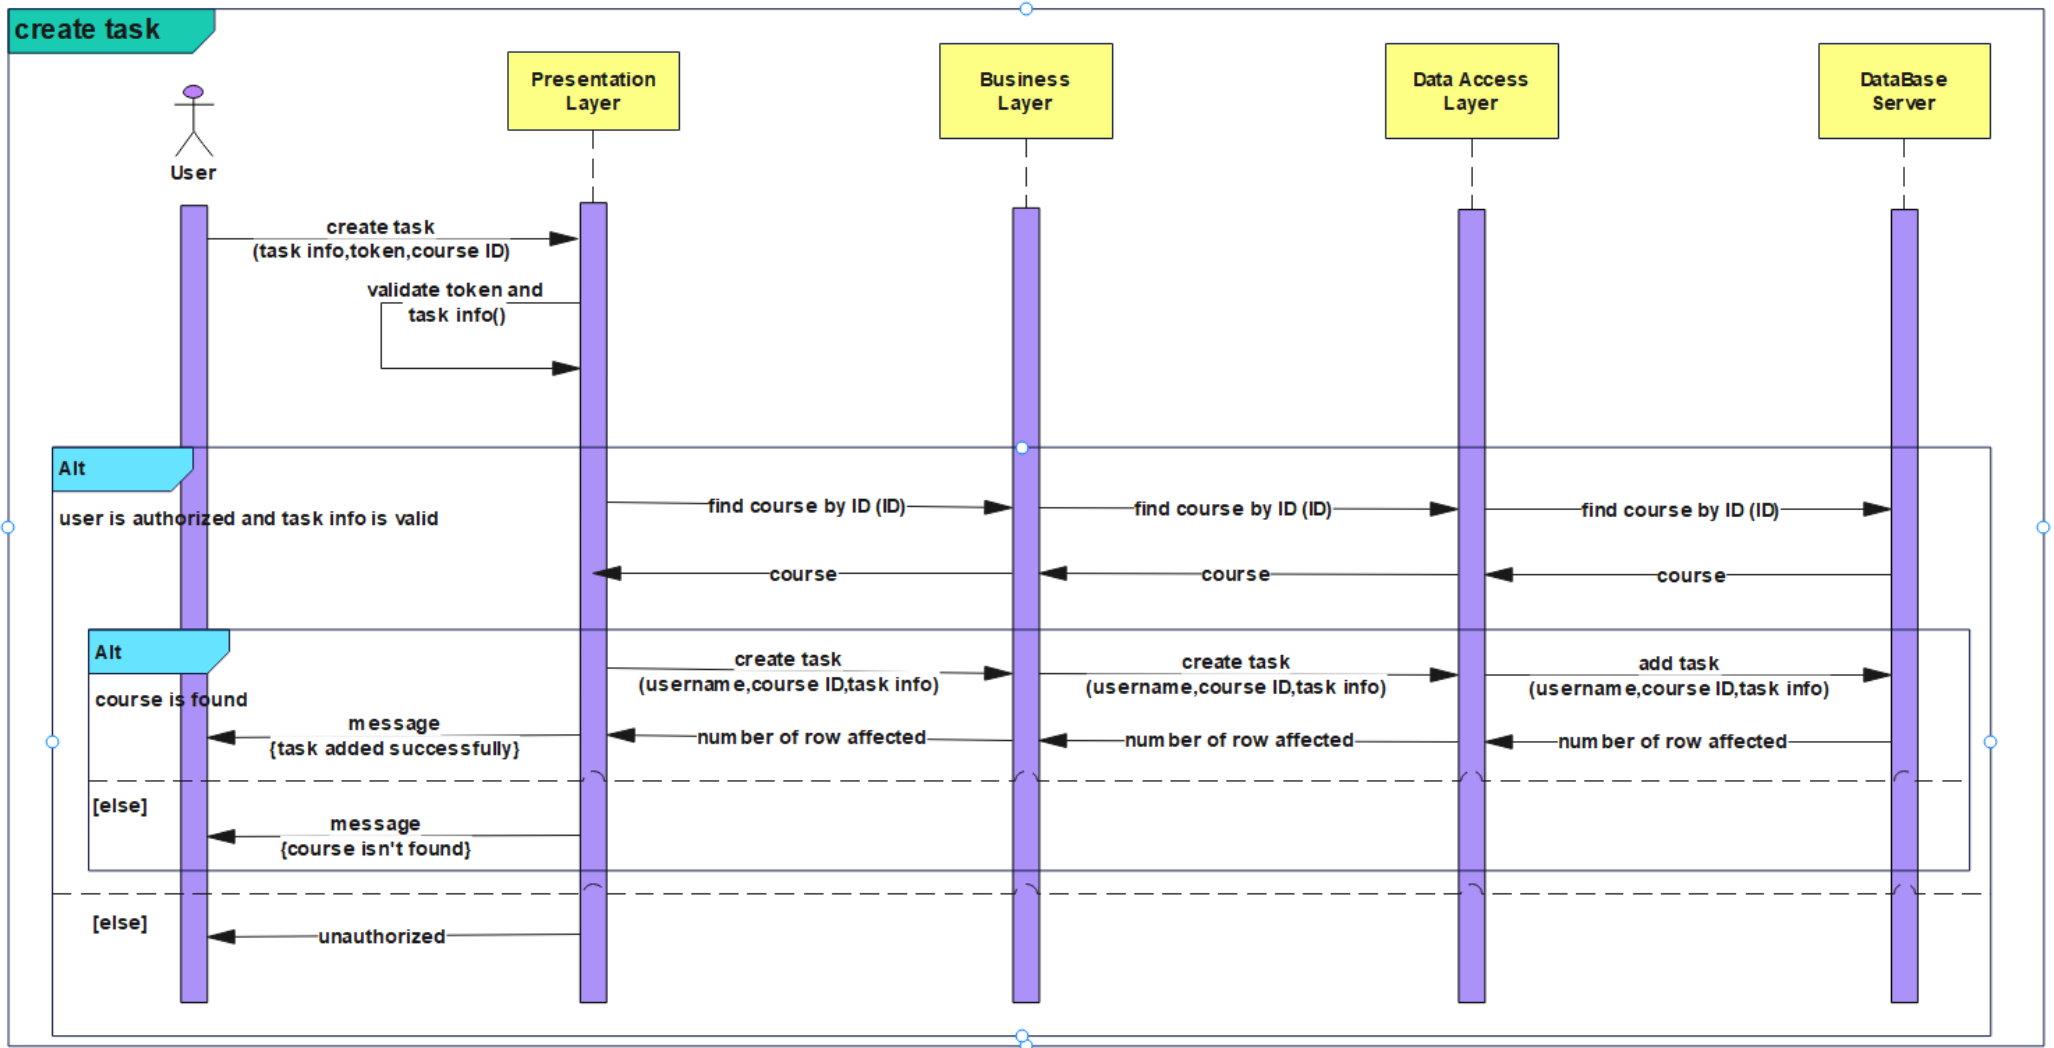 create task
Presentation
Layer
Business
Layer
Data Access
Layer
DataBase
Server
User
create task
(task info,token,course ID)
validate token and
task info()
Alt
user is authorized and task info is valid
find course by ID (ID)
find course by ID (ID)
find course by ID (ID)
course
course
course
Alt
course is found
create task
(username,course ID,task info)
create task
(username,course ID,task info)
add task
(username,course ID,task info)
message
{task added successfully}
number of row affected
number of row affected
number of row affected
[else]
message
{course isn't found}
[else]
unauthorized